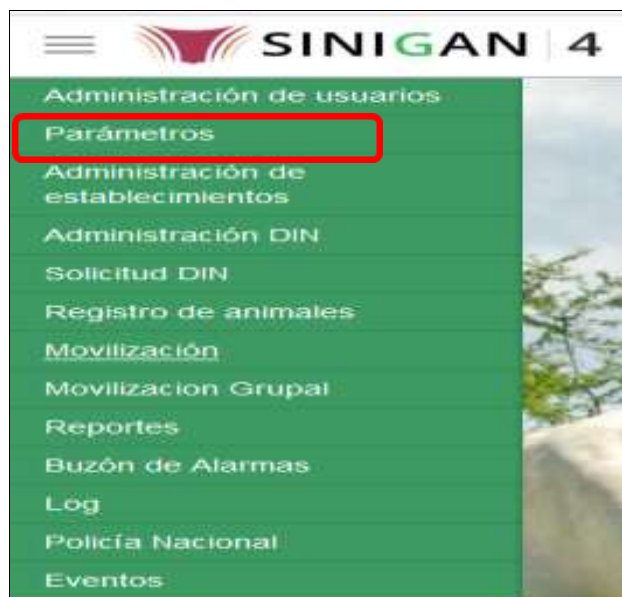 SINIGAN 4
Administración de usuarios
Parámetros
Administración de
establecimientos
Administración DIN
Solicitud DIN
Registro de animales
Movilización
Movilizacion Grupal
Reportes
Buzón de Alarmas
Log
Policía Nacional
Eventos